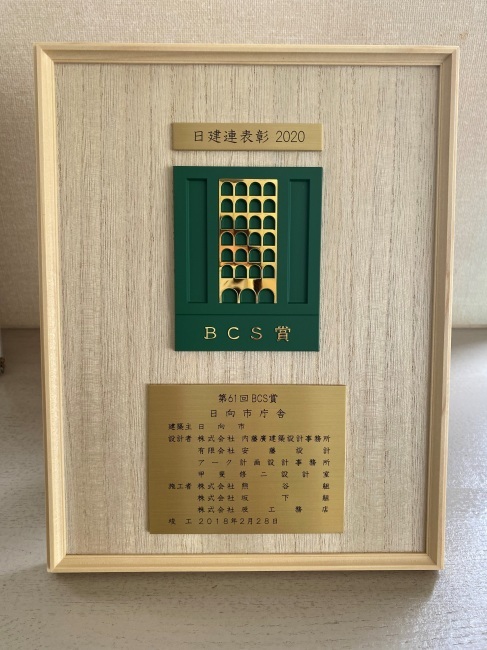 日建連表彰 2020
BCS賞
第61回BCS賞
日向市庁舎
建築主 日向市
設計者 株式会社 内藤廣建築設計事務所
有限会社 安藤設計
アーク計画設計事務所
甲斐修二設計室
施工者 株式会社 熊谷組
株式会社 坂下組
株式会社 工務店
竣工 2018年2月28日